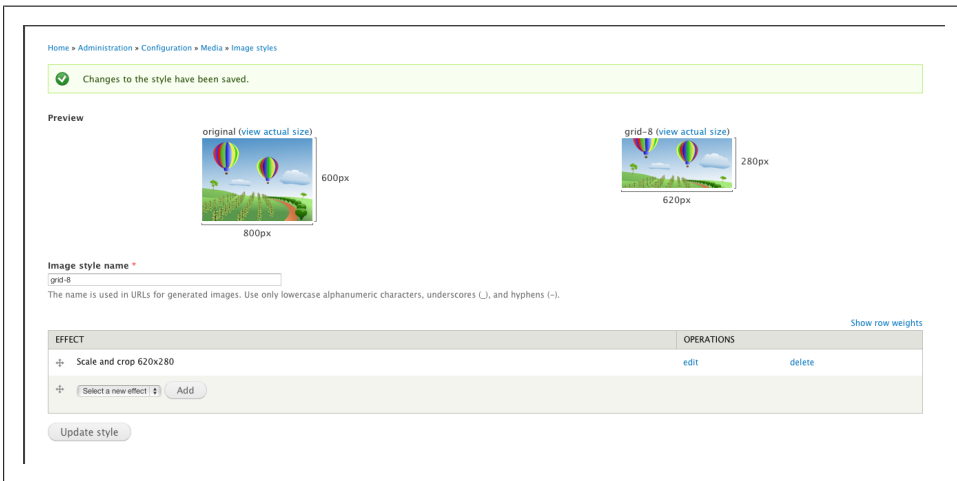 Home » Administration » Configuration » Media » Image styles
Changes to the style have been saved.
Preview
original (view actual size)
600px
800px
grid-8 (view actual size)
280px
620px
Image style name *
grid-8
The name is used in URLs for generated images. Use only lowercase alphanumeric characters, underscores (_), and hyphens (-).
Show row weights
EFFECT OPERATIONS
Scale and crop 620x280 edit delete
Select a new effect Add
Update style